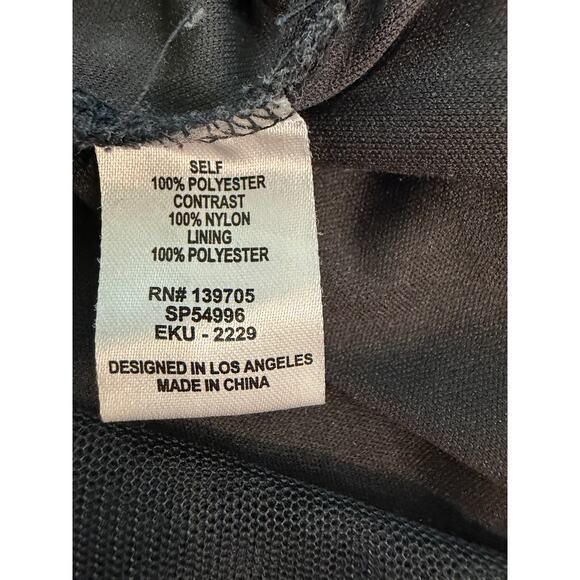 SELF
100% POLYESTER
CONTRAST
100% NYLON
LINING
100% POLYESTER
RN# 139705
SP54996
EKU - 2229
DESIGNED IN LOS ANGELES
MADE IN CHINA